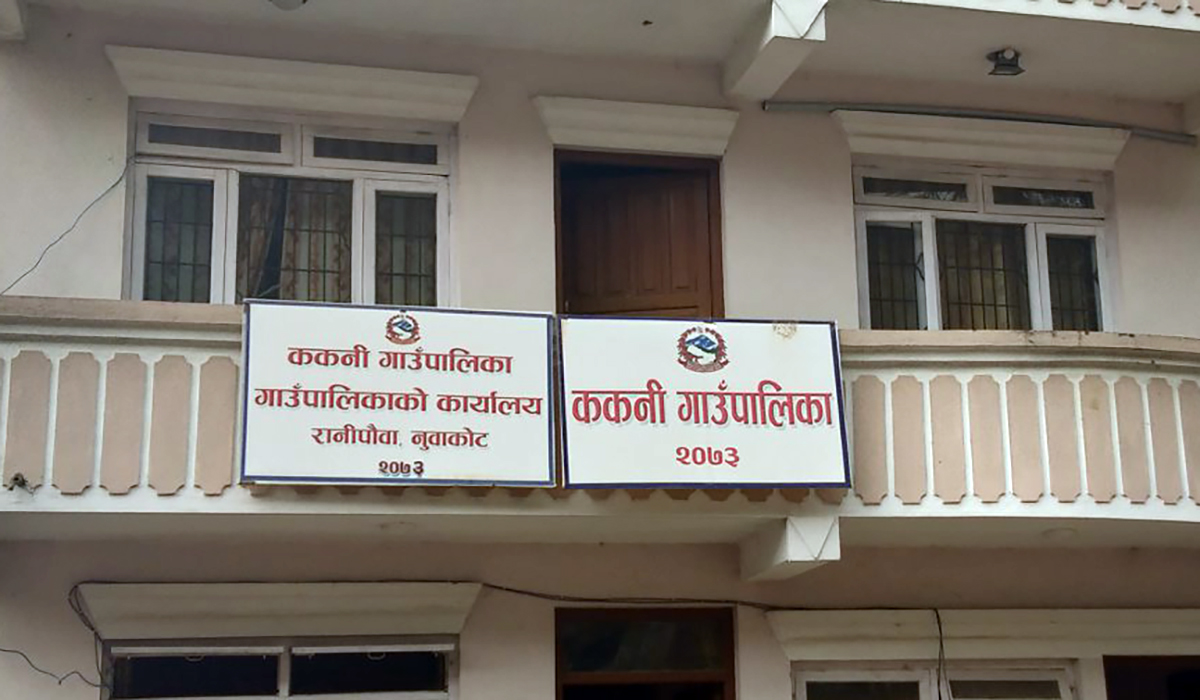 ककनी गाउँपालिका
गाउँपालिकाको कार्यालय
रानीपौवा, नुवाकोट
२०७३
ककनी गाउँपालिका
२०७३